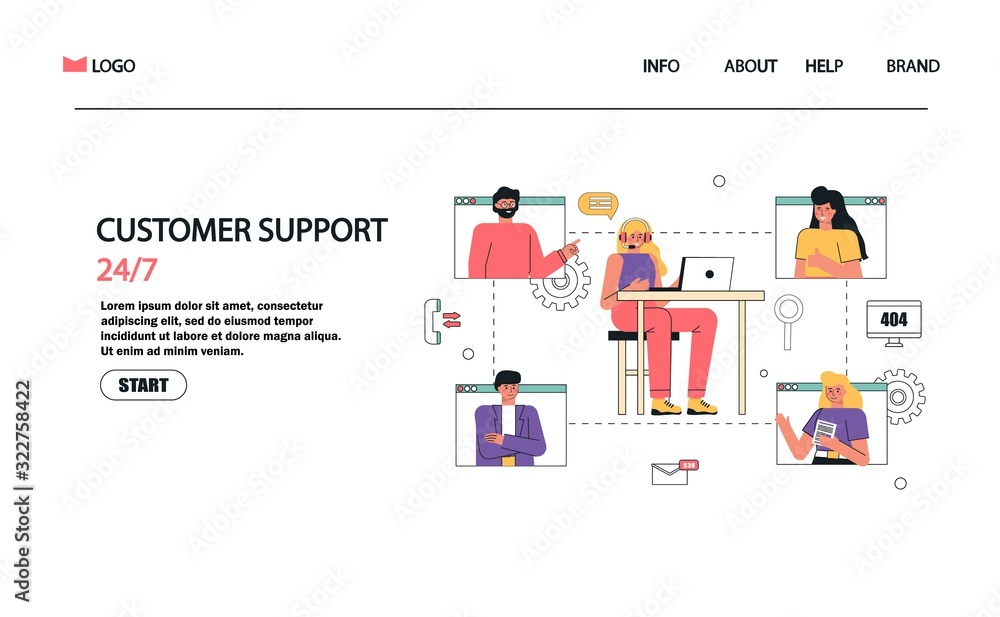 LOGO
INFO
ABOUT
HELP
BRAND
CUSTOMER SUPPORT
24/7
Lorem ipsum dolor sit amet, consectetur
adipiscing elit, sed do eiusmod tempor
incididunt ut labore et dolore magna aliqua.
Ut enim ad minim veniam.
START
404
538
Adobe Stock | #322758422
Adobe Stock